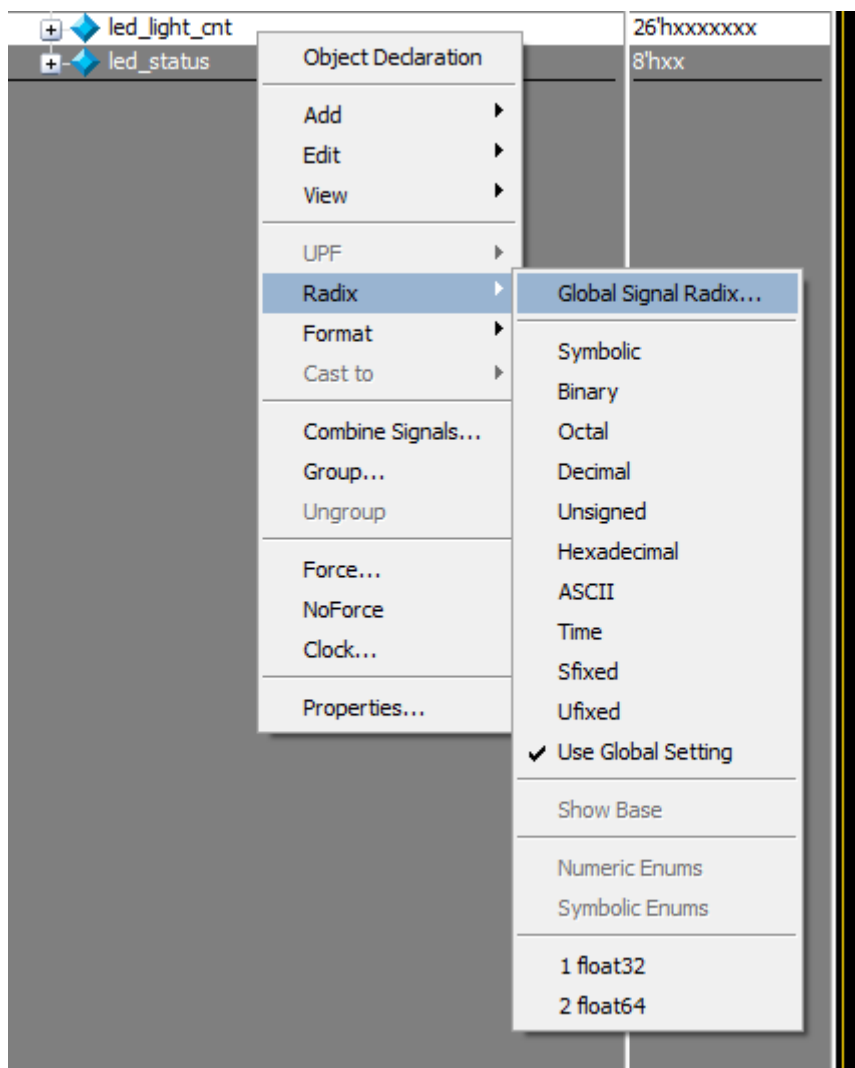 led_light_cnt 26'hxxxxxxx
led_status 8'hxx
Object Declaration
Add
Edit
View
UPF
Radix
Format
Cast to
Combine Signals...
Group...
Ungroup
Force...
NoForce
Clock...
Properties...
Global Signal Radix...
Symbolic
Binary
Octal
Decimal
Unsigned
Hexadecimal
ASCII
Time
Sfixed
Ufixed
Use Global Setting
Show Base
Numeric Enums
Symbolic Enums
1 float32
2 float64